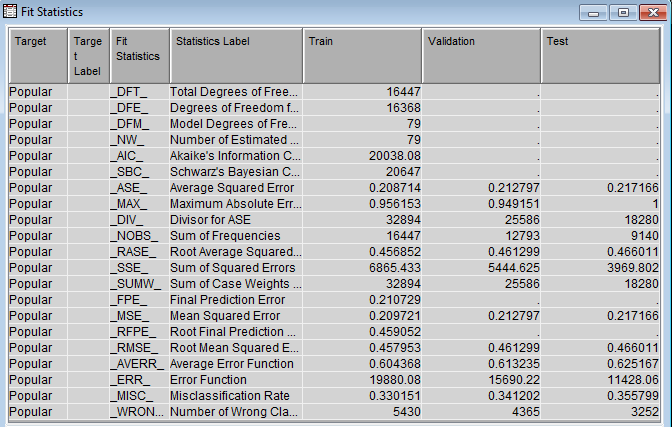 Fit Statistics
Target Targe t Label Fit Statistics Statistics Label Train Validation Test
Popular _DFT_ Total Degrees of Free... 16447 . .
Popular _DFE_ Degrees of Freedom f... 16368 . .
Popular _DFM_ Model Degrees of Fre... 79 . .
Popular _NW_ Number of Estimated ... 79 . .
Popular _AIC_ Akaike's Information C... 20038.08 . .
Popular _SBC_ Schwarz's Bayesian C... 20647 . .
Popular _ASE_ Average Squared Error 0.208714 0.212797 0.217166
Popular _MAX_ Maximum Absolute Err... 0.956153 0.949151 1
Popular _DIV_ Divisor for ASE 32894 25586 18280
Popular _NOBS_ Sum of Frequencies 16447 12793 9140
Popular _RASE_ Root Average Squared... 0.456852 0.461299 0.466011
Popular _SSE_ Sum of Squared Errors 6865.433 5444.625 3969.802
Popular _SUMW_ Sum of Case Weights ... 32894 25586 18280
Popular _FPE_ Final Prediction Error 0.210729 . .
Popular _MSE_ Mean Squared Error 0.209721 0.212797 0.217166
Popular _RFPE_ Root Final Prediction ... 0.459052 . .
Popular _RMSE_ Root Mean Squared E... 0.457953 0.461299 0.466011
Popular _AVERR_ Average Error Function 0.604368 0.613235 0.625167
Popular _ERR_ Error Function 19880.08 15690.22 11428.06
Popular _MISC_ Misclassification Rate 0.330151 0.341202 0.355799
Popular _WRON... Number of Wrong Cla... 5430 4365 3252